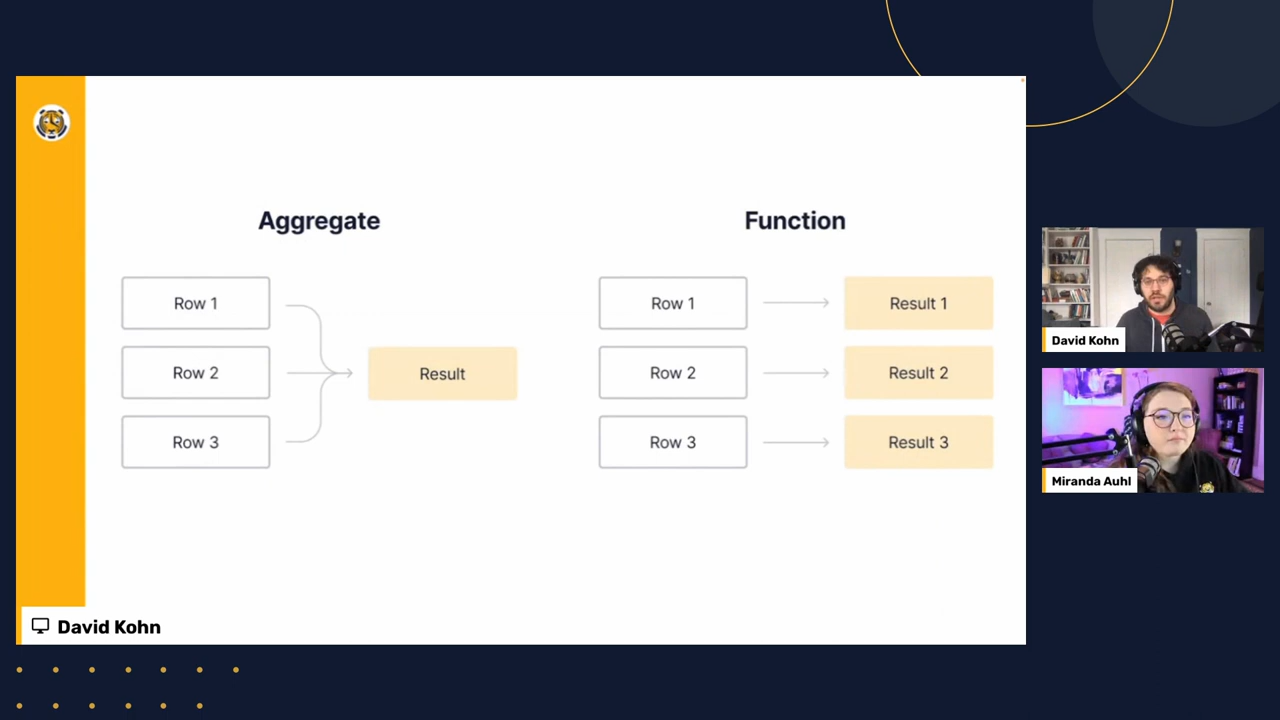 Aggregate
Row 1
Row 2
Row 3
Result
Function
Row 1
Result 1
Row 2
Result 2
Row 3
Result 3
David Kohn
David Kohn
Miranda Auhl